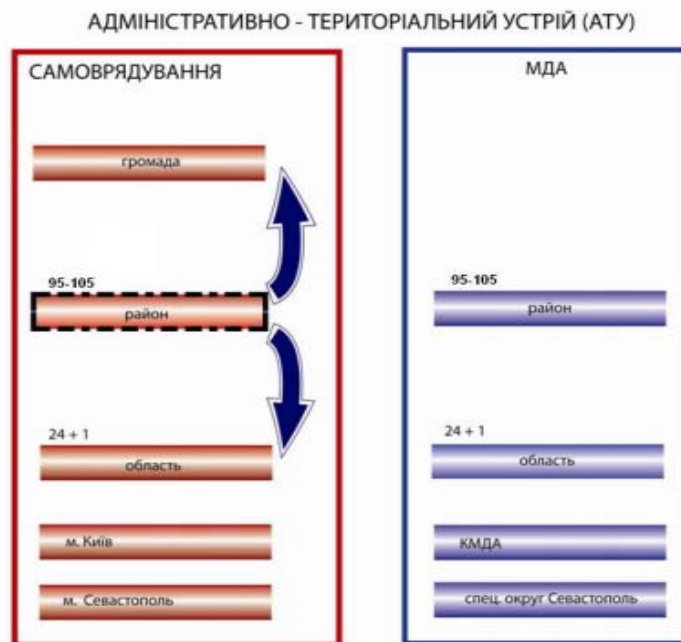 АДМІНІСТРАТИВНО - ТЕРИТОРІАЛЬНИЙ УСТРІЙ (АТУ)
САМОВРЯДУВАННЯ
громада
95-105
район
24 + 1
область
м. Київ
м. Севастополь
МДА
95-105
район
24 + 1
область
КМДА
спец. округ Севастополь